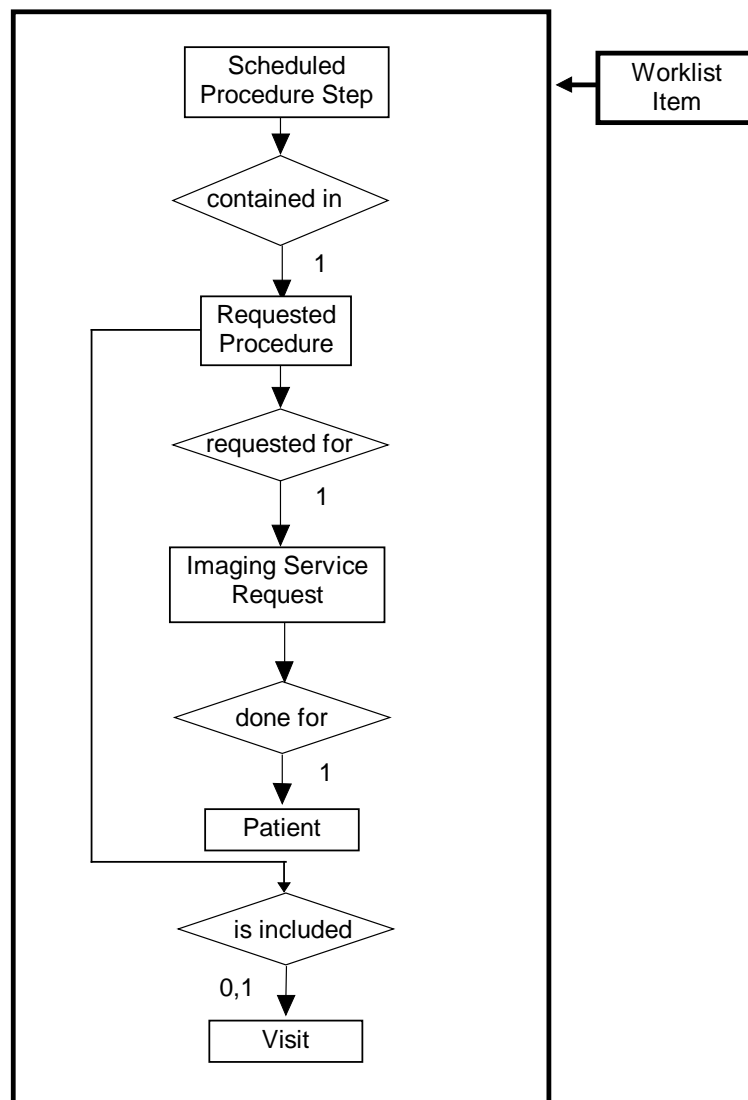 Scheduled
Procedure Step
Worklist
Item
contained in
1
Requested
Procedure
requested for
1
Imaging Service
Request
done for
1
Patient
is included
0,1
Visit